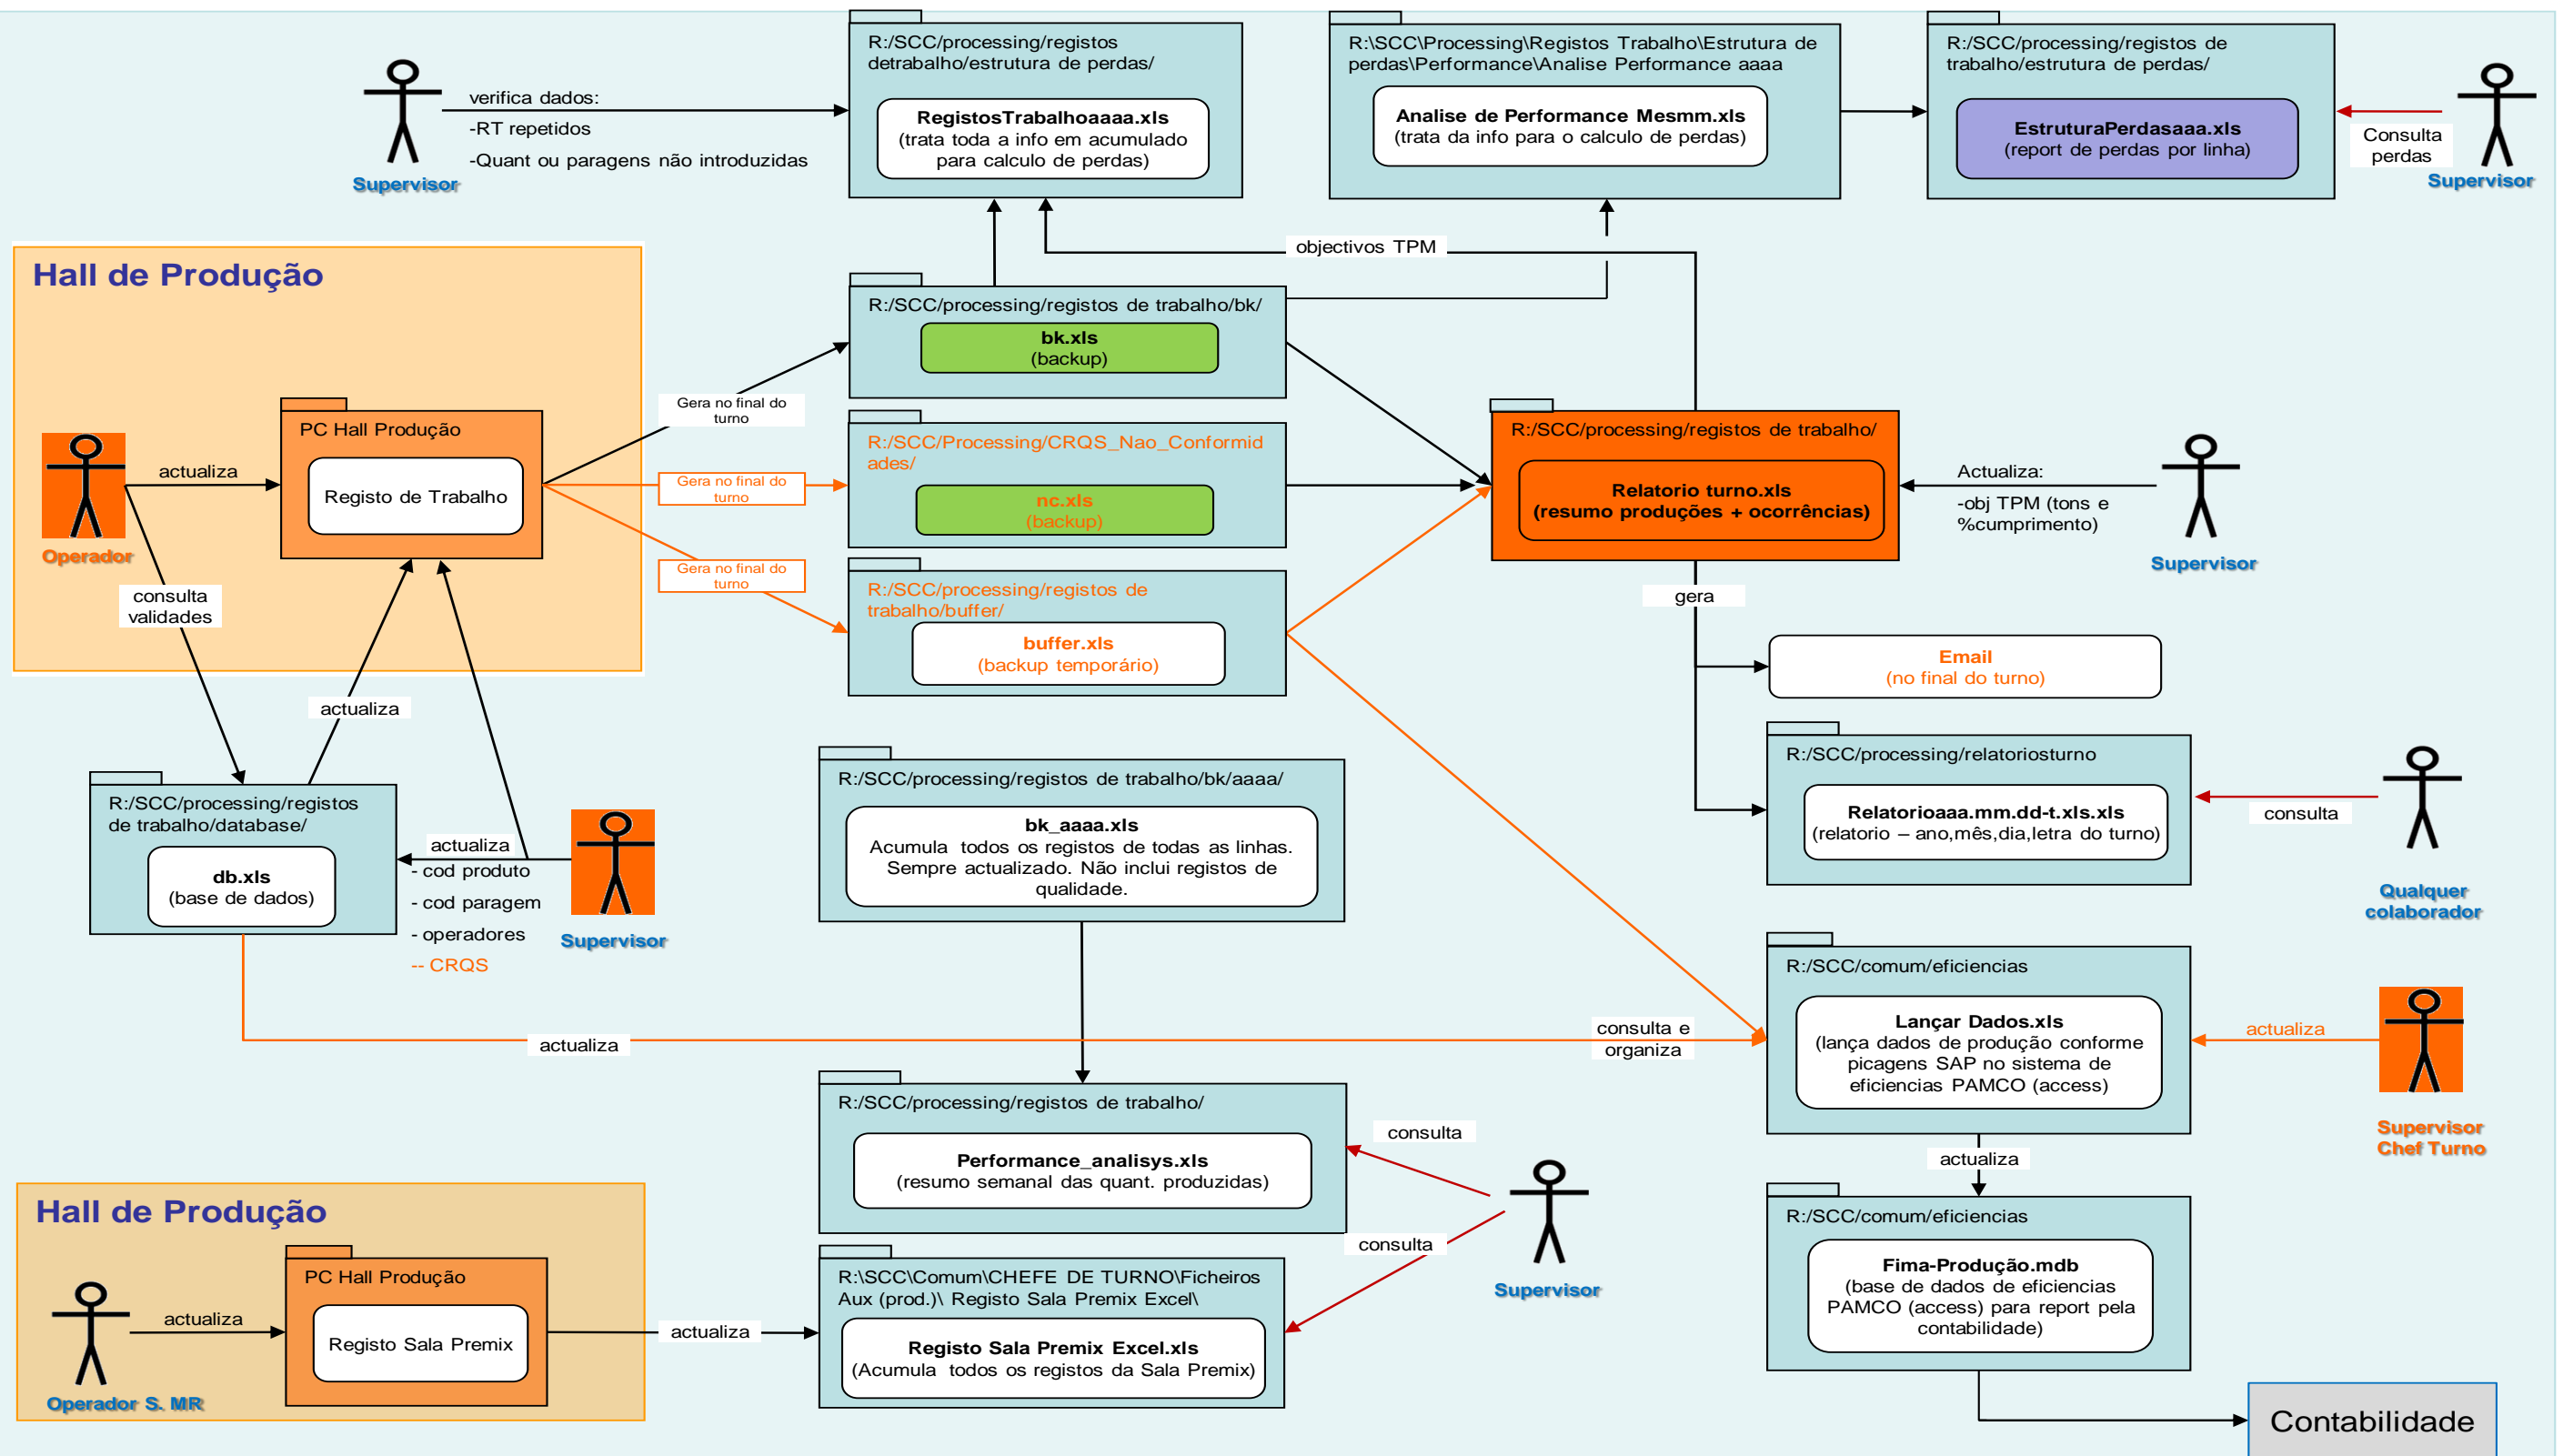 R:/SCC/processing/registos
detrabalho/estrutura de perdas/
RegistosTrabalhoaaaa.xls
(trata toda a info em acumulado
para calculo de perdas)
R:\SCC\Processing\Registos Trabalho\Estrutura de
perdas\Performance\Analise Performance aaaa
Analise de Performance Mesmm.xls
(trata da info para o calculo de perdas)
R:/SCC/processing/registos de
trabalho/estrutura de perdas/
EstruturaPerdasaaa.xls
(report de perdas por linha)
verifica dados:
-RT repetidos
-Quant ou paragens não introduzidas
Supervisor
Consulta
perdas
Supervisor
objectivos TPM
Hall de Produção
PC Hall Produção
Registo de Trabalho
actualiza
Operador
consulta
validades
actualiza
Gera no final do
turno
Gera no final do
turno
Gera no final do
turno
R:/SCC/processing/registos de trabalho/bk/
bk.xls
(backup)
R:/SCC/Processing/CRQS_Nao_Conformid
ades/
nc.xls
(backup)
R:/SCC/processing/registos de
trabalho/buffer/
buffer.xls
(backup temporário)
R:/SCC/processing/registos de trabalho/
Relatorio turno.xls
(resumo produções + ocorrências)
Actualiza:
-obj TPM (tons e
%cumprimento)
Supervisor
gera
Email
(no final do turno)
R:/SCC/processing/relatoriosturno
Relatorioaaa.mm.dd-t.xls.xls
(relatorio – ano,mês,dia,letra do turno)
consulta
Qualquer
colaborador
R:/SCC/processing/registos
de trabalho/database/
db.xls
(base de dados)
actualiza
- cod produto
- cod paragem
- operadores
-- CRQS
Supervisor
R:/SCC/processing/registos de trabalho/bk/aaaa/
bk_aaaa.xls
Acumula todos os registos de todas as linhas.
Sempre actualizado. Não inclui registos de
qualidade.
actualiza
consulta e
organiza
R:/SCC/comum/eficiencias
Lançar Dados.xls
(lança dados de produção conforme
picagens SAP no sistema de
eficiencias PAMCO (access)
actualiza
Supervisor
Chef Turno
actualiza
R:/SCC/processing/registos de trabalho/
Performance_analisys.xls
(resumo semanal das quant. produzidas)
consulta
consulta
Supervisor
R:/SCC/comum/eficiencias
Fima-Produção.mdb
(base de dados de eficiencias
PAMCO (access) para report pela
contabilidade)
Hall de Produção
PC Hall Produção
Registo Sala Premix
actualiza
Operador S. MR
actualiza
R:\SCC\Comum\CHEFE DE TURNO\Ficheiros
Aux (prod.)\ Registo Sala Premix Excel\
Registo Sala Premix Excel.xls
(Acumula todos os registos da Sala Premix)
Contabilidade